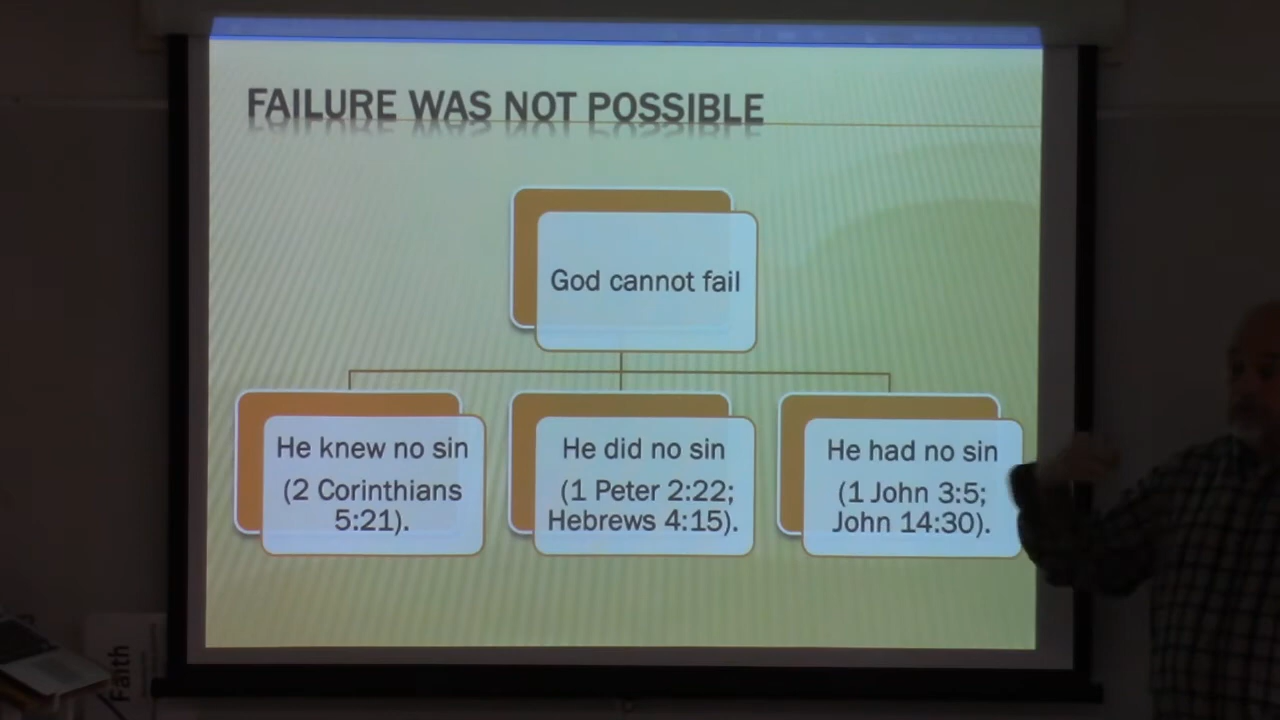 FAILURE WAS NOT POSSIBLE
God cannot fail
He knew no sin
(2 Corinthians
5:21).
He did no sin
(1 Peter 2:22;
Hebrews 4:15).
He had no sin
(1 John 3:5;
John 14:30).
Faith